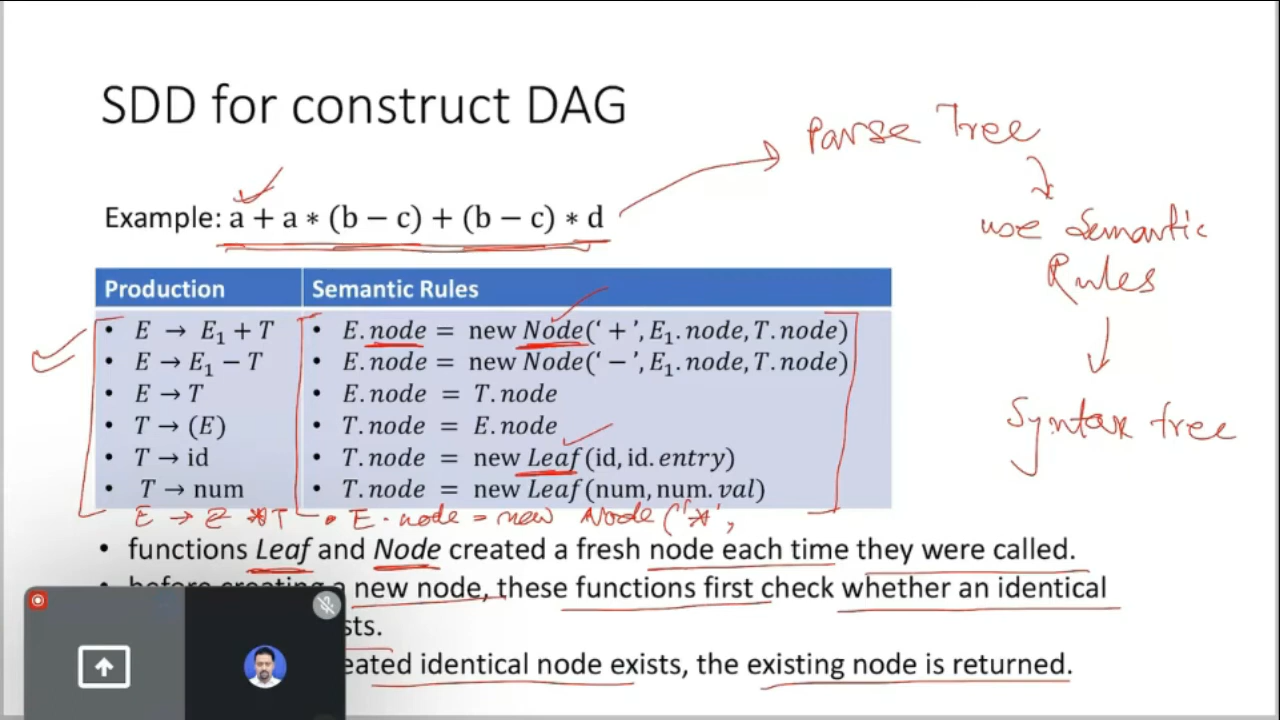 SDD for construct DAG
Parse Tree
Example: a + a ∗ (b − c) + (b − c) ∗ d
use Semantic
Rules
Syntax tree
Production Semantic Rules
• E → E₁ + T • E.node = new Node(‘ + ’, E₁.node, T.node)
• E → E₁ − T • E.node = new Node(‘ − ’, E₁.node, T.node)
• E → T • E.node = T.node
• T → (E) • T.node = E.node
• T → id • T.node = new Leaf(id, id.entry)
• T → num • T.node = new Leaf(num, num.val)
E → E * T • E.node = new Node('*',
• functions Leaf and Node created a fresh node each time they were called.
• before creating a new node, these functions first check whether an identical
sts.
eated identical node exists, the existing node is returned.